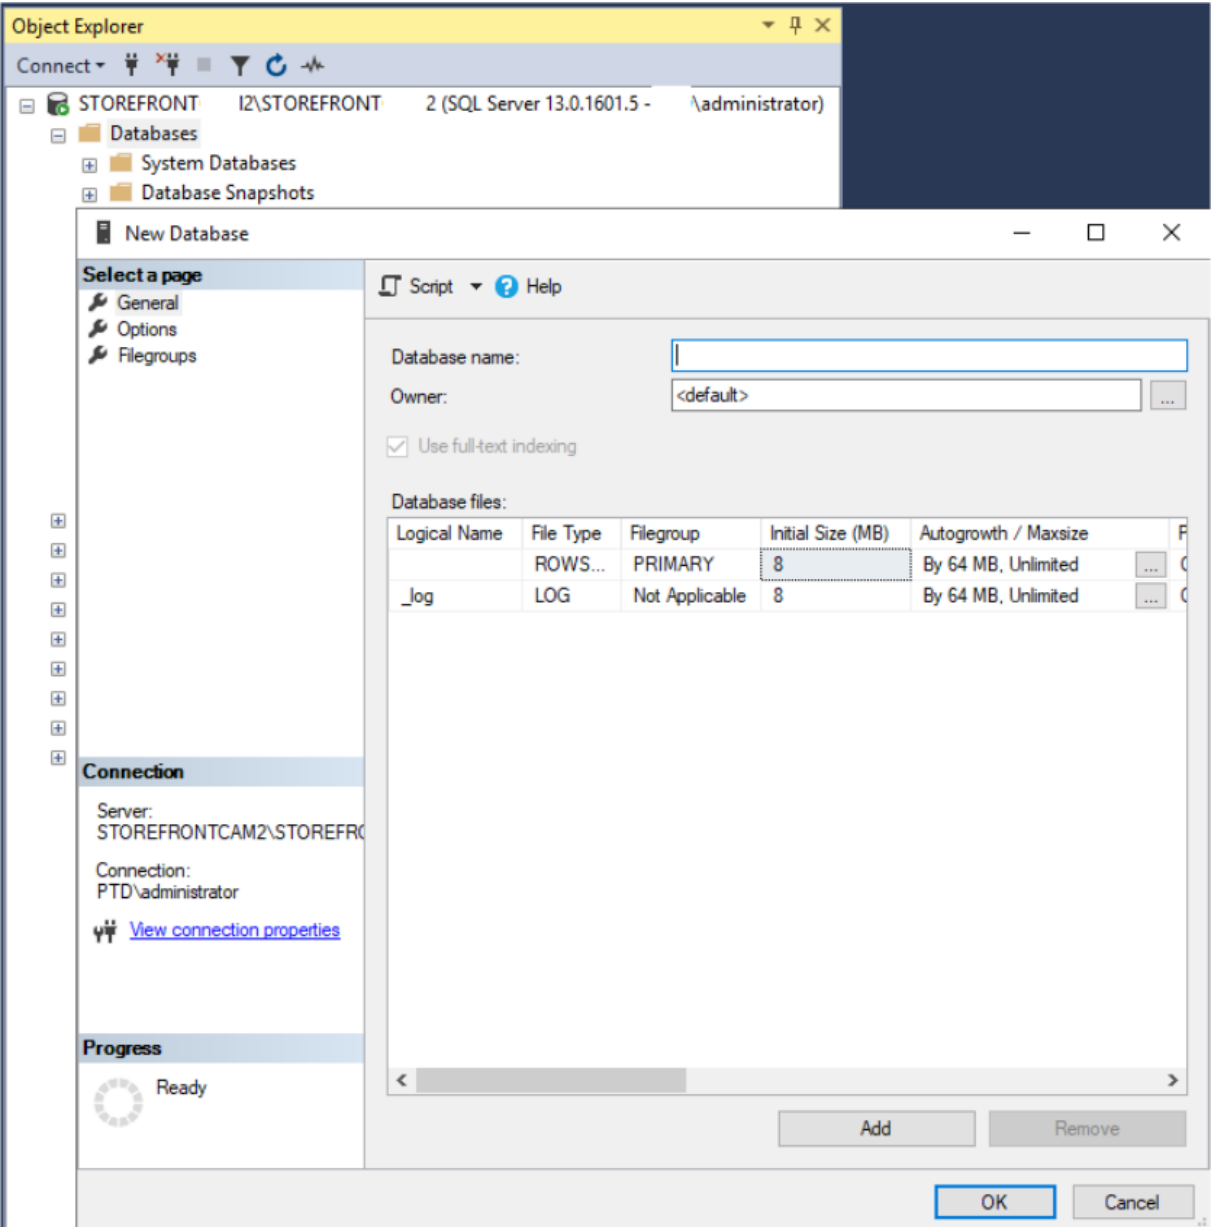 Object Explorer
Connect
STOREFRONT I2\STOREFRONT 2 (SQL Server 13.0.1601.5 - \administrator)
Databases
System Databases
Database Snapshots
New Database
Select a page
General
Options
Filegroups
Script Help
Database name:
Owner: <default> ...
Use full-text indexing
Database files:
Logical Name File Type Filegroup Initial Size (MB) Autogrowth / Maxsize
ROWS... PRIMARY 8 By 64 MB, Unlimited ...
_log LOG Not Applicable 8 By 64 MB, Unlimited ...
Connection
Server:
STOREFRONTCAM2\STOREFR
Connection:
PTD\administrator
View connection properties
Progress
Ready
Add Remove
OK Cancel